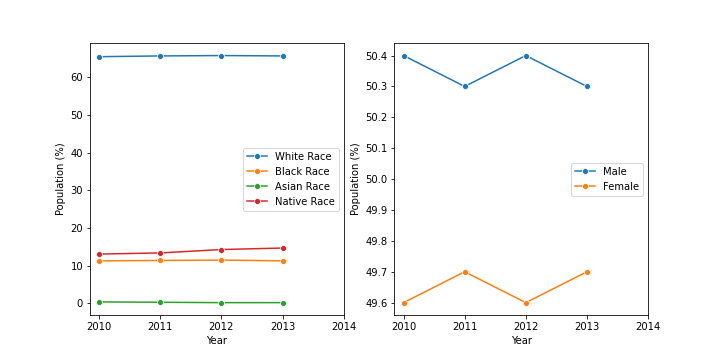 60
50
40
30
20
10
0
Population (%)
White Race
Black Race
Asian Race
Native Race
2010 2011 2012 2013 2014
Year
50.4
50.3
50.2
50.1
50.0
49.9
49.8
49.7
49.6
Population (%)
Male
Female
2010 2011 2012 2013 2014
Year